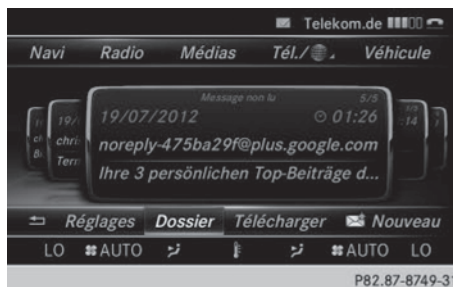 Telekom.de
Navi Radio Médias Tél./ Véhicule
Message non lu 5/5
19/07/2012 01:26
noreply-475ba29f@plus.google.com
Ihre 3 persönlichen Top-Beiträge d...
Réglages Dossier Télécharger Nouveau
LO AUTO AUTO LO
P82.87-8749-31